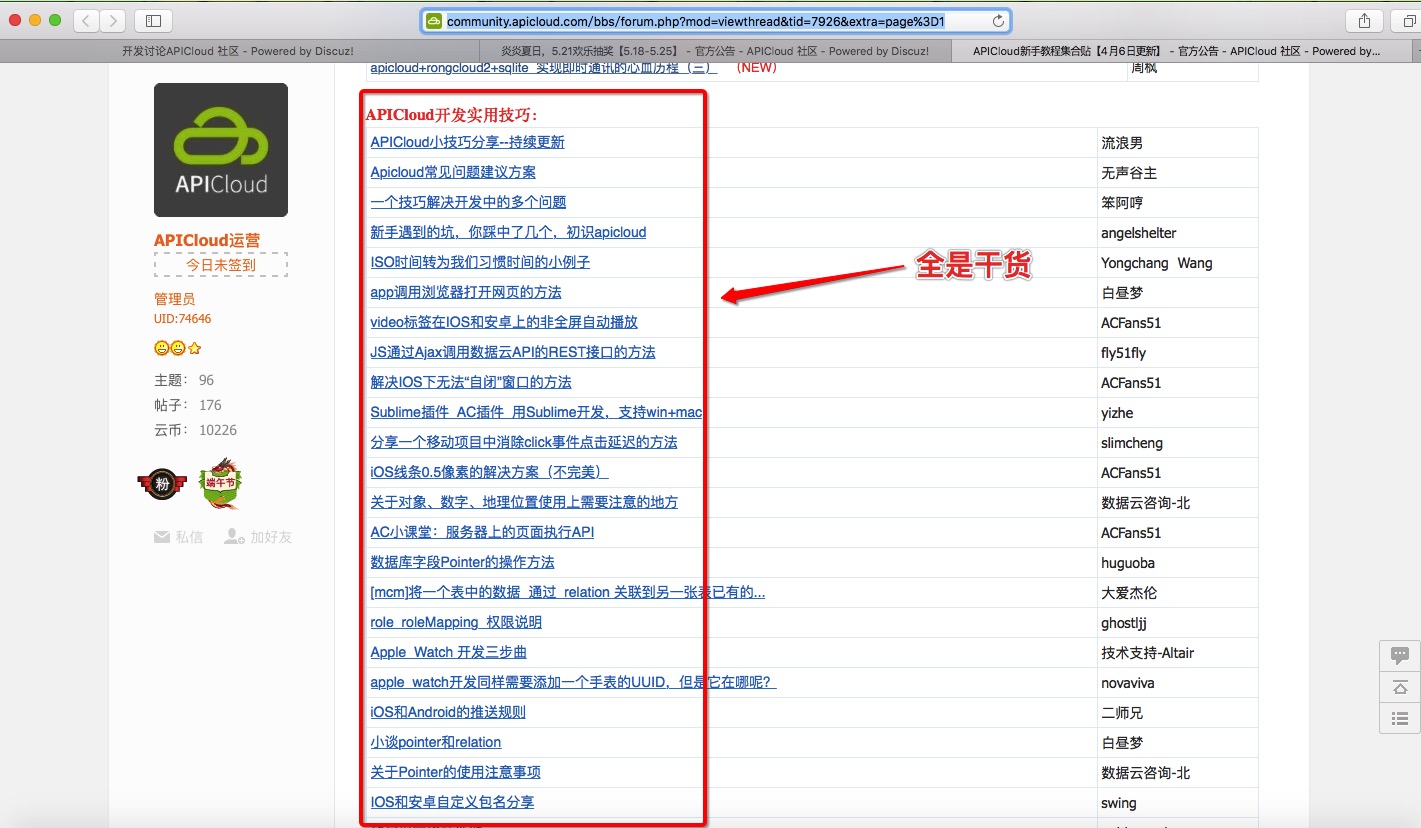 community.apicloud.com/bbs/forum.php?mod=viewthread&tid=7926&extra=page%3D1
开发讨论APICloud 社区 - Powered by Discuz!
炎炎夏日，5.21欢乐抽奖【5.18-5.25】 - 官方公告 - APICloud 社区 - Powered by Discuz!
APICloud新手教程集合贴【4月6日更新】 - 官方公告 - APICloud 社区 - Powered by...
apicloud+rongcloud2+sqlite 实现即时通讯的心血历程（三） (NEW) 周枫
APICloud
APICloud运营
今日未签到
管理员
UID:74646
主题： 96
帖子： 176
云币： 10226
粉
端午节
私信 加好友
APICloud开发实用技巧：
APICloud小技巧分享--持续更新 流浪男
Apicloud常见问题建议方案 无声谷主
一个技巧解决开发中的多个问题 笨阿哼
新手遇到的坑，你踩中了几个，初识apicloud angelshelter
ISO时间转为我们习惯时间的小例子 Yongchang Wang
app调用浏览器打开网页的方法 白昼梦
video标签在IOS和安卓上的非全屏自动播放 ACFans51
JS通过Ajax调用数据云API的REST接口的方法 fly51fly
解决IOS下无法“自闭”窗口的方法 ACFans51
Sublime插件 AC插件 用Sublime开发，支持win+mac yizhe
分享一个移动项目中消除click事件点击延迟的方法 slimcheng
iOS线条0.5像素的解决方案（不完美） ACFans51
关于对象、数字、地理位置使用上需要注意的地方 数据云咨询-北
AC小课堂：服务器上的页面执行API ACFans51
数据库字段Pointer的操作方法 huguoba
[mcm]将一个表中的数据 通过 relation 关联到另一张表已有的... 大爱杰伦
role roleMapping 权限说明 ghostljj
Apple Watch 开发三步曲 技术支持-Altair
apple watch开发同样需要添加一个手表的UUID，但是它在哪呢？ novaviva
iOS和Android的推送规则 二师兄
小谈pointer和relation 白昼梦
关于Pointer的使用注意事项 数据云咨询-北
IOS和安卓自定义包名分享 swing
全是干货